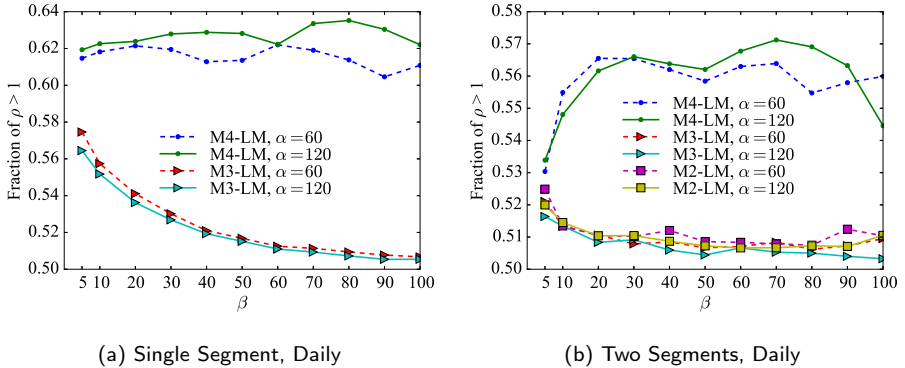 0.66
0.64
0.62
0.60
0.58
0.56
0.54
0.52
0.50
Fraction of ρ > 1
M4-LM, α=60
M4-LM, α=120
M3-LM, α=60
M3-LM, α=120
5 10 20 30 40 50 60 70 80 90 100
β
(a) Single Segment, Daily
0.58
0.57
0.56
0.55
0.54
0.53
0.52
0.51
0.50
Fraction of ρ > 1
M4-LM, α=60
M4-LM, α=120
M3-LM, α=60
M3-LM, α=120
M2-LM, α=60
M2-LM, α=120
5 10 20 30 40 50 60 70 80 90 100
β
(b) Two Segments, Daily